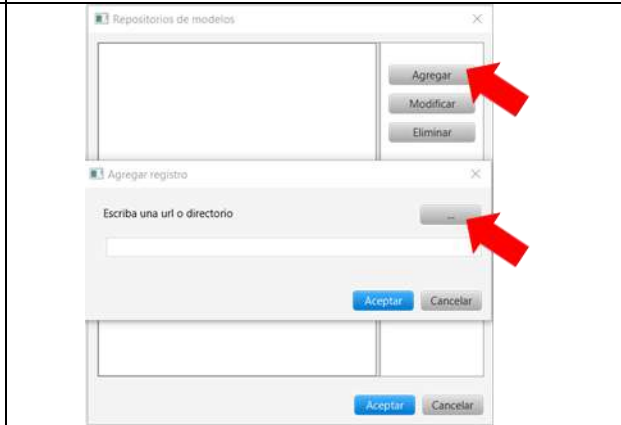 Repositorios de modelos
Agregar
Modificar
Eliminar
Agregar registro
Escriba una url o directorio
...
Aceptar Cancelar
Aceptar Cancelar